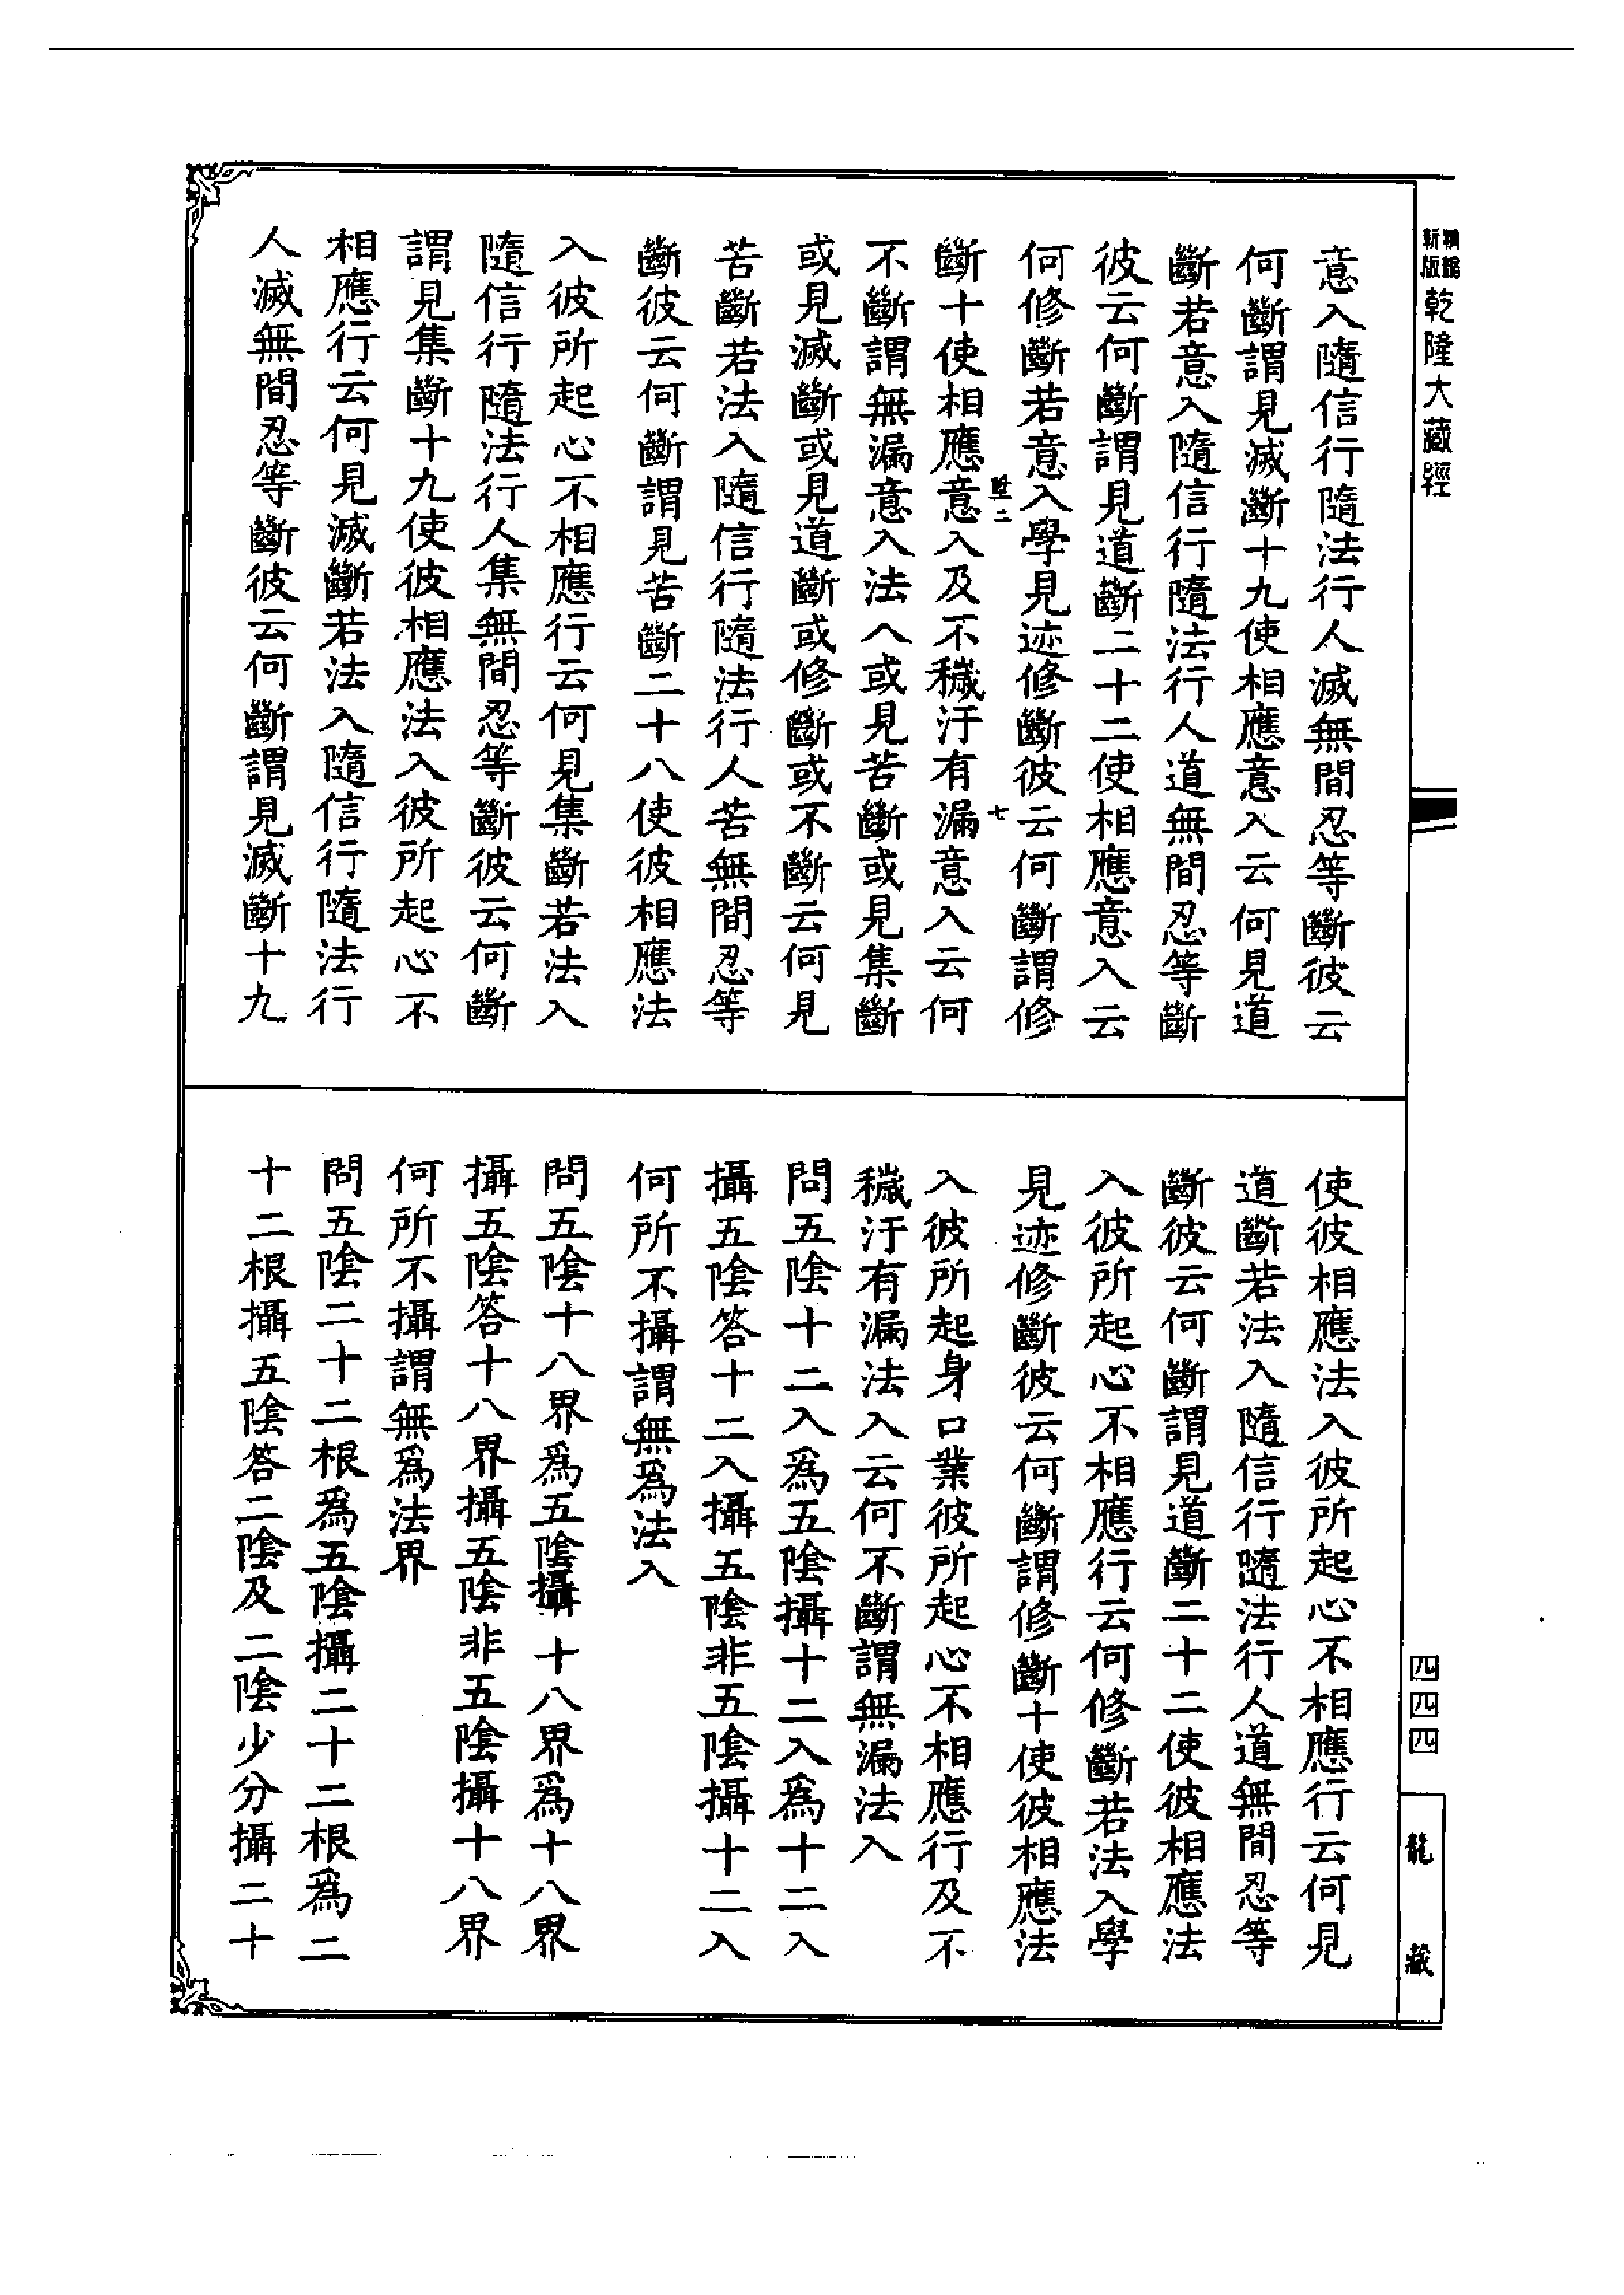 新版
乾隆大藏經
意入隨信行隨法行人滅無間忍等斷彼云
何斷謂見滅斷十九使相應意入云何見道
斷若意入隨信行隨法行人道無間忍等斷
彼云何斷謂見道斷二十二使相應意入云
何修斷若意入學見迹修斷彼云何斷謂修
斷十使相應意入及不穢汙有漏意入云何
不斷謂無漏意入法入或見苦斷或見集斷
或見滅斷或見道斷或修斷或不斷云何見
苦斷若法入隨信行隨法行人苦無間忍等
斷彼云何斷謂見苦斷二十八使彼相應法
入彼所起心不相應行云何見集斷若法入
隨信行隨法行人集無間忍等斷彼云何斷
謂見集斷十九使彼相應法入彼所起心不
相應行云何見滅斷若法入隨信行隨法行
人滅無間忍等斷彼云何斷謂見滅斷十九
使彼相應法入彼所起心不相應行云何見
道斷若法入隨信行隨法行人道無間忍等
斷彼云何斷謂見道斷二十二使彼相應法
入彼所起心不相應行云何修斷若法入學
見迹修斷彼云何斷謂修斷十使彼相應法
入彼所起身口業彼所起心不相應行及不
穢汙有漏法入云何不斷謂無漏法入
問五陰十二入為五陰攝十二入為十二入
攝五陰答十二入攝五陰非五陰攝十二入
何所不攝謂無為法入
問五陰十八界為五陰攝十八界為十八界
攝五陰答十八界攝五陰非五陰攝十八界
何所不攝謂無為法界
問五陰二十二根為五陰攝二十二根為二
十二根攝五陰答二陰及二陰少分攝二十
四四四
龍藏
七